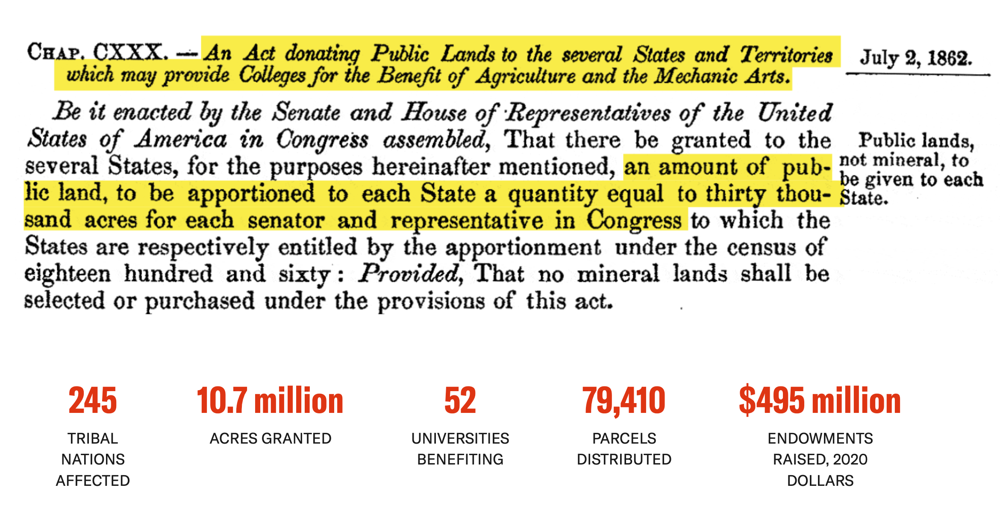 CHAP. CXXX. — An Act donating Public Lands to the several States and Territories
which may provide Colleges for the Benefit of Agriculture and the Mechanic Arts.
July 2, 1862.
Be it enacted by the Senate and House of Representatives of the United
States of America in Congress assembled, That there be granted to the
several States, for the purposes hereinafter mentioned, an amount of pub-
lic land, to be apportioned to each State a quantity equal to thirty thou-
sand acres for each senator and representative in Congress to which the
States are respectively entitled by the apportionment under the census of
eighteen hundred and sixty : Provided, That no mineral lands shall be
selected or purchased under the provisions of this act.
Public lands,
not mineral, to
be given to each
State.
245
TRIBAL
NATIONS
AFFECTED
10.7 million
ACRES GRANTED
52
UNIVERSITIES
BENEFITING
79,410
PARCELS
DISTRIBUTED
$495 million
ENDOWMENTS
RAISED, 2020
DOLLARS